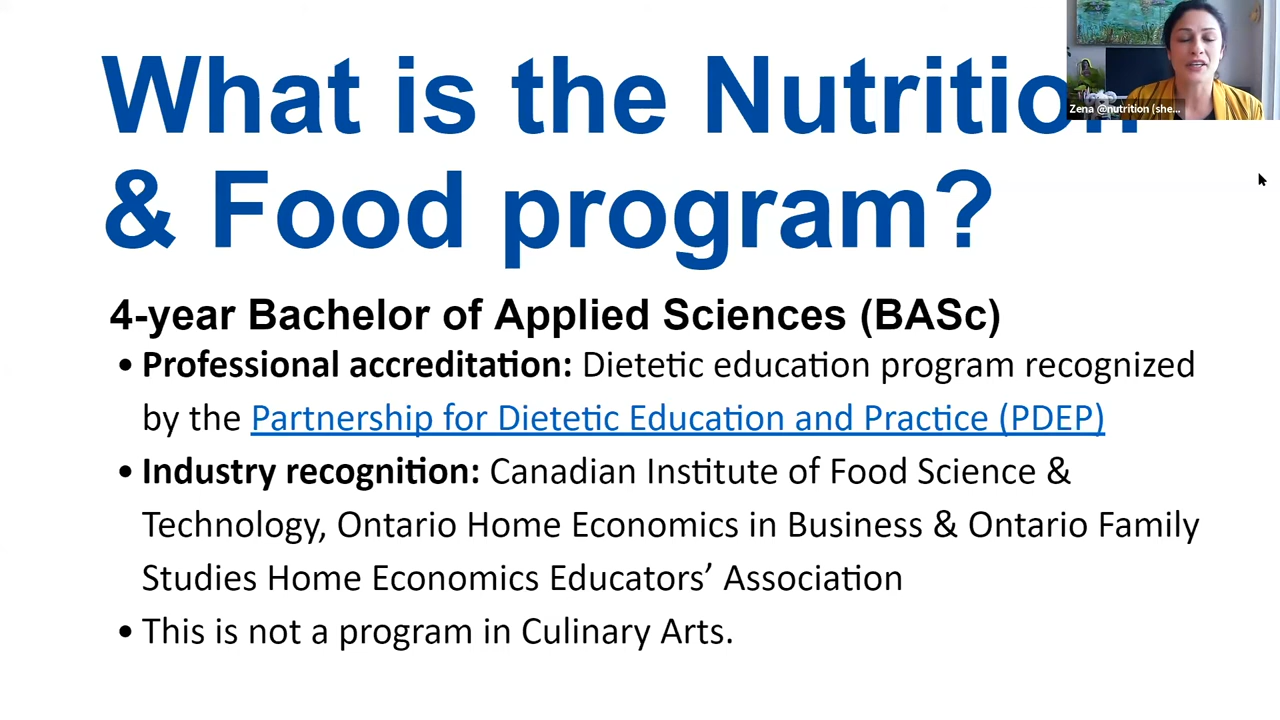 What is the Nutrition
& Food program?
Zena @nutrition (she...
4-year Bachelor of Applied Sciences (BASc)
• Professional accreditation: Dietetic education program recognized
by the Partnership for Dietetic Education and Practice (PDEP)
• Industry recognition: Canadian Institute of Food Science &
Technology, Ontario Home Economics in Business & Ontario Family
Studies Home Economics Educators’ Association
• This is not a program in Culinary Arts.